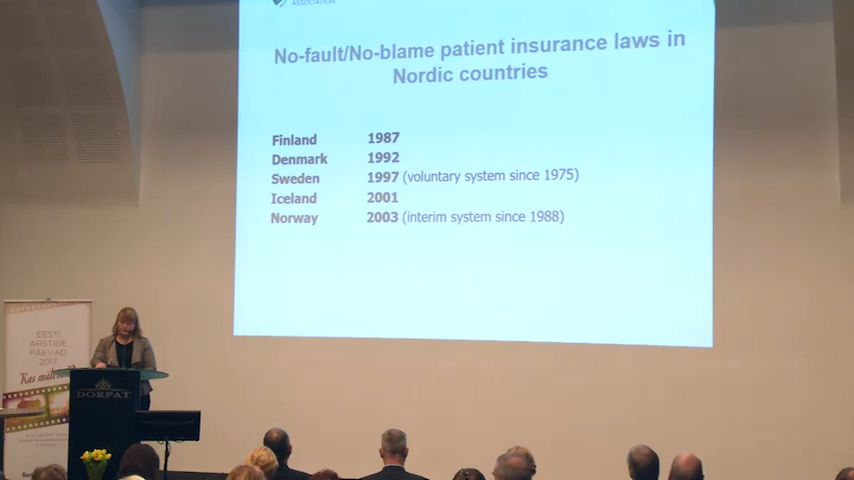 ASSOCIATION
No-fault/No-blame patient insurance laws in
Nordic countries
Finland 1987
Denmark 1992
Sweden 1997 (voluntary system since 1975)
Iceland 2001
Norway 2003 (interim system since 1988)
EESTI
ARSTIDE
PÄEVAD
2017
DORPAT